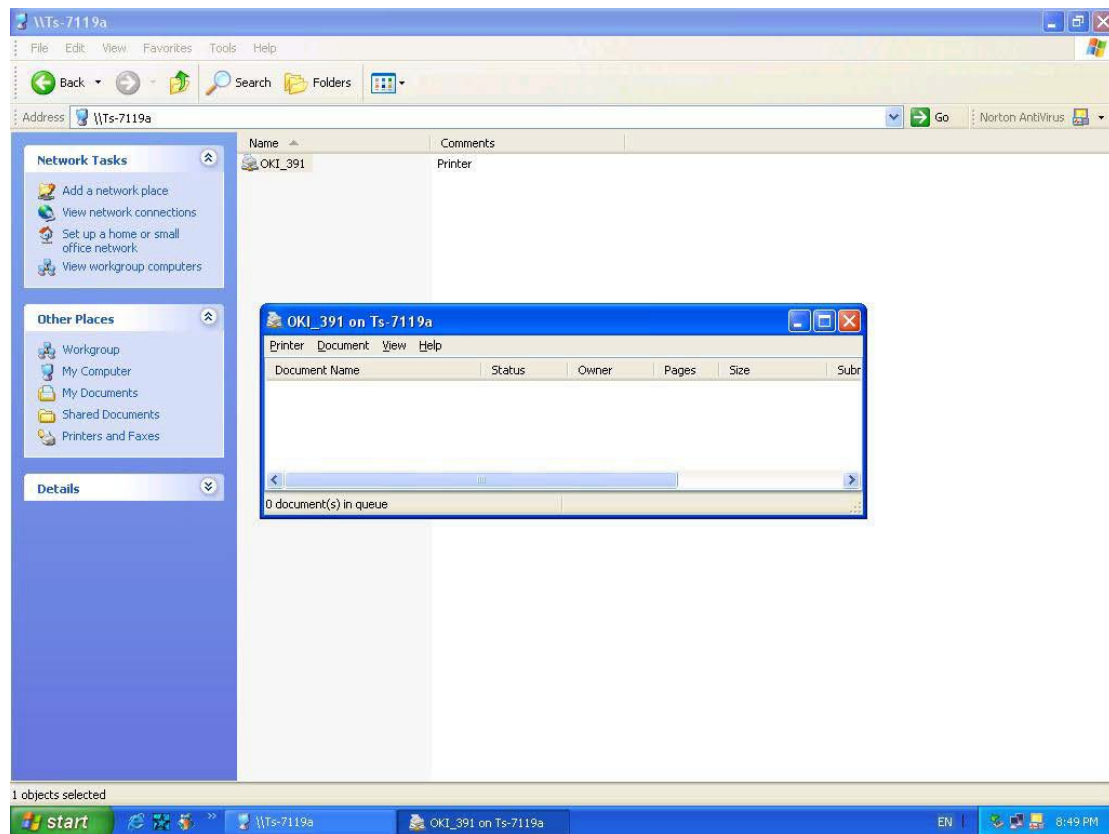 \\Ts-7119a
File Edit View Favorites Tools Help
Back Search Folders
Address \\Ts-7119a Go Norton AntiVirus
Name Comments
OKI_391 Printer
Network Tasks
Add a network place
View network connections
Set up a home or small
office network
View workgroup computers
Other Places
Workgroup
My Computer
My Documents
Shared Documents
Printers and Faxes
Details
OKI_391 on Ts-7119a
Printer Document View Help
Document Name Status Owner Pages Size Subr
0 document(s) in queue
1 objects selected
start \\Ts-7119a OKI_391 on Ts-7119a EN 8:49 PM